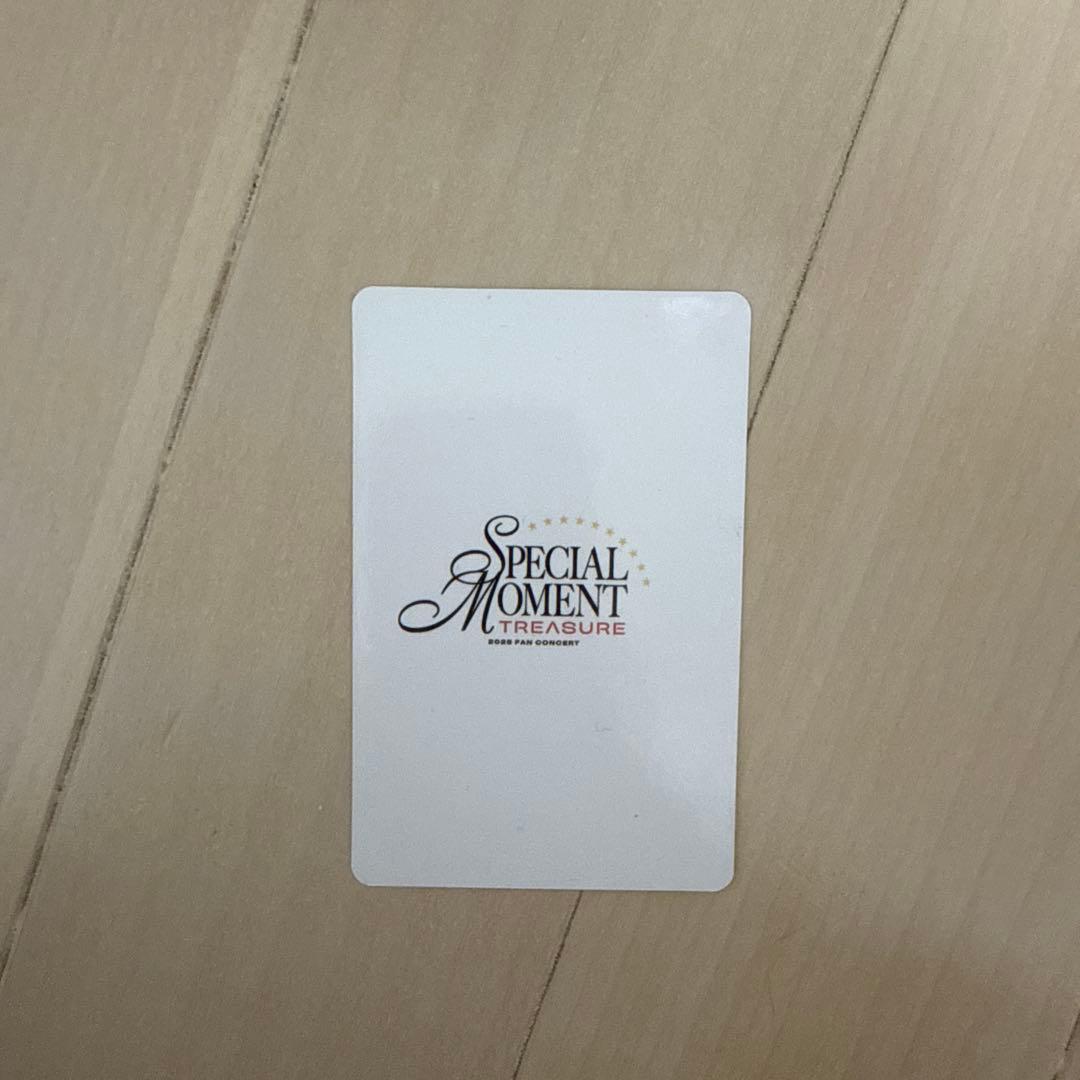 SPECIAL
MOMENT
TREASURE
2025 FAN CONCERT